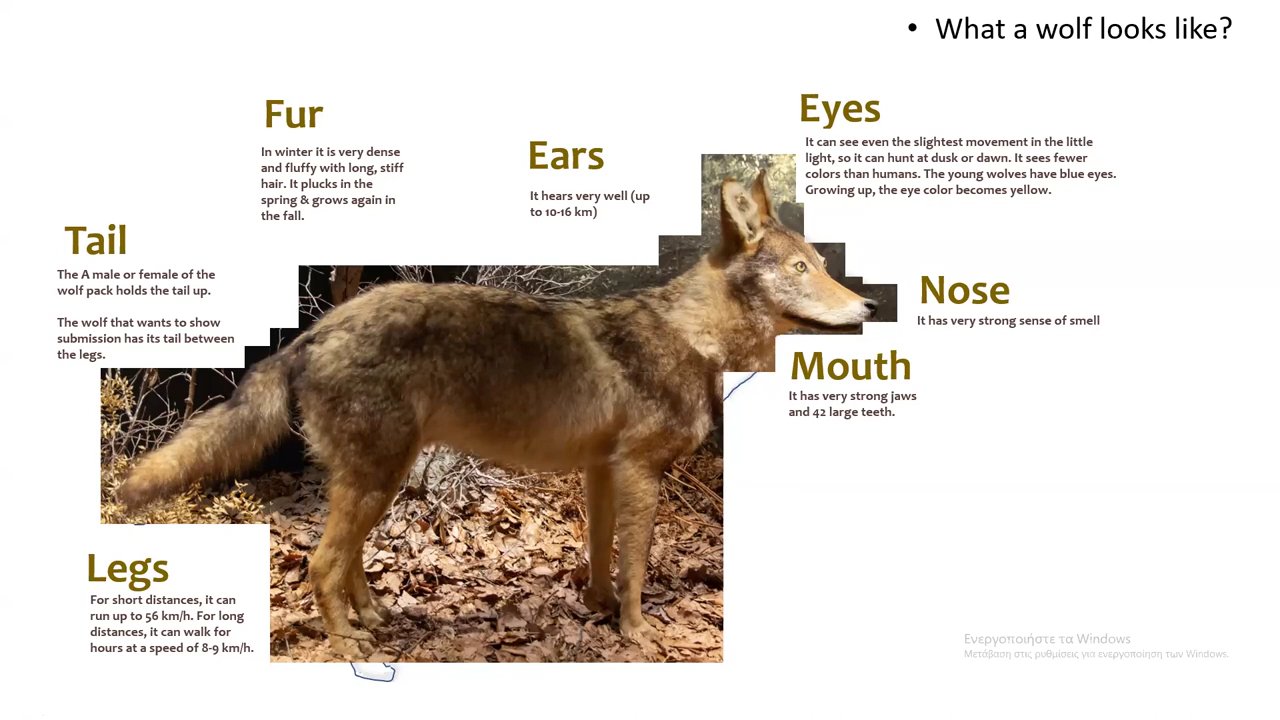 • What a wolf looks like?
Fur
In winter it is very dense
and fluffy with long, stiff
hair. It plucks in the
spring & grows again in
the fall.
Ears
It hears very well (up
to 10-16 km)
Eyes
It can see even the slightest movement in the little
light, so it can hunt at dusk or dawn. It sees fewer
colors than humans. The young wolves have blue eyes.
Growing up, the eye color becomes yellow.
Tail
The A male or female of the
wolf pack holds the tail up.
The wolf that wants to show
submission has its tail between
the legs.
Nose
It has very strong sense of smell
Mouth
It has very strong jaws
and 42 large teeth.
Legs
For short distances, it can
run up to 56 km/h. For long
distances, it can walk for
hours at a speed of 8-9 km/h.
Ενεργοποιήστε τα Windows
Μετάβαση στις ρυθμίσεις για ενεργοποίηση των Windows.